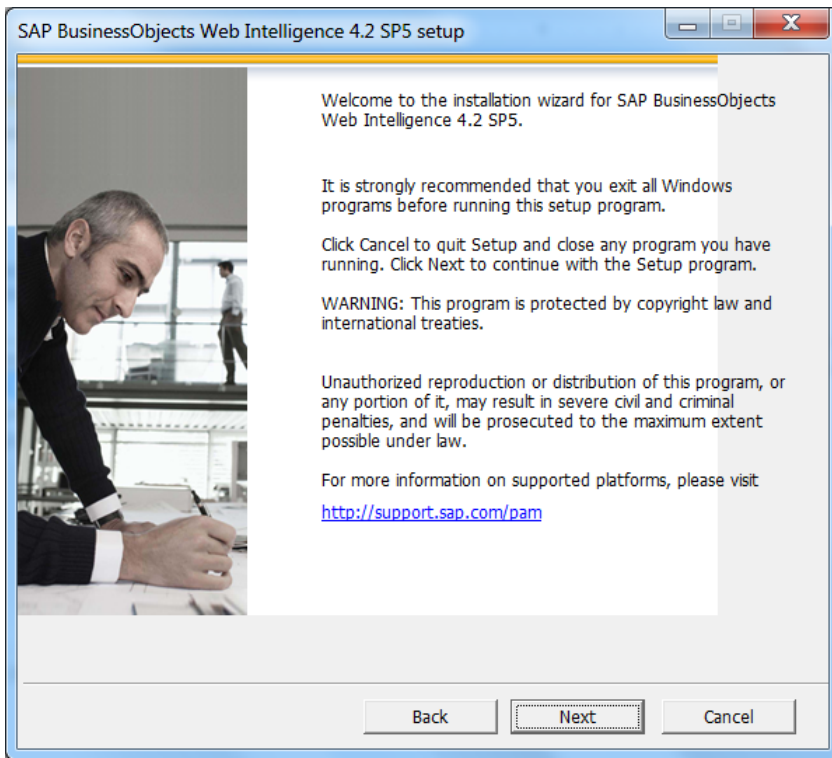 SAP BusinessObjects Web Intelligence 4.2 SP5 setup
Welcome to the installation wizard for SAP BusinessObjects
Web Intelligence 4.2 SP5.
It is strongly recommended that you exit all Windows
programs before running this setup program.
Click Cancel to quit Setup and close any program you have
running. Click Next to continue with the Setup program.
WARNING: This program is protected by copyright law and
international treaties.
Unauthorized reproduction or distribution of this program, or
any portion of it, may result in severe civil and criminal
penalties, and will be prosecuted to the maximum extent
possible under law.
For more information on supported platforms, please visit
http://support.sap.com/pam
Back Next Cancel